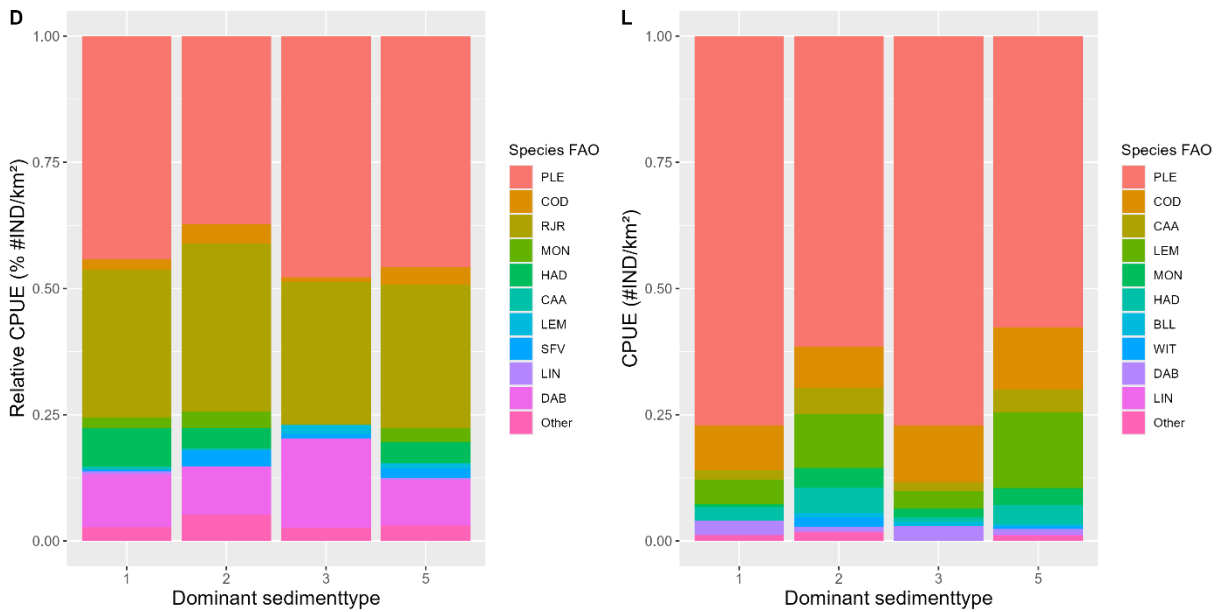 D
Relative CPUE (% #IND/km²)
1.00
0.75
0.50
0.25
0.00
1 2 3 5
Dominant sedimenttype
Species FAO
PLE
COD
RJR
MON
HAD
CAA
LEM
SFV
LIN
DAB
Other
L
CPUE (#IND/km²)
1.00
0.75
0.50
0.25
0.00
1 2 3 5
Dominant sedimenttype
Species FAO
PLE
COD
CAA
LEM
MON
HAD
BLL
WIT
DAB
LIN
Other